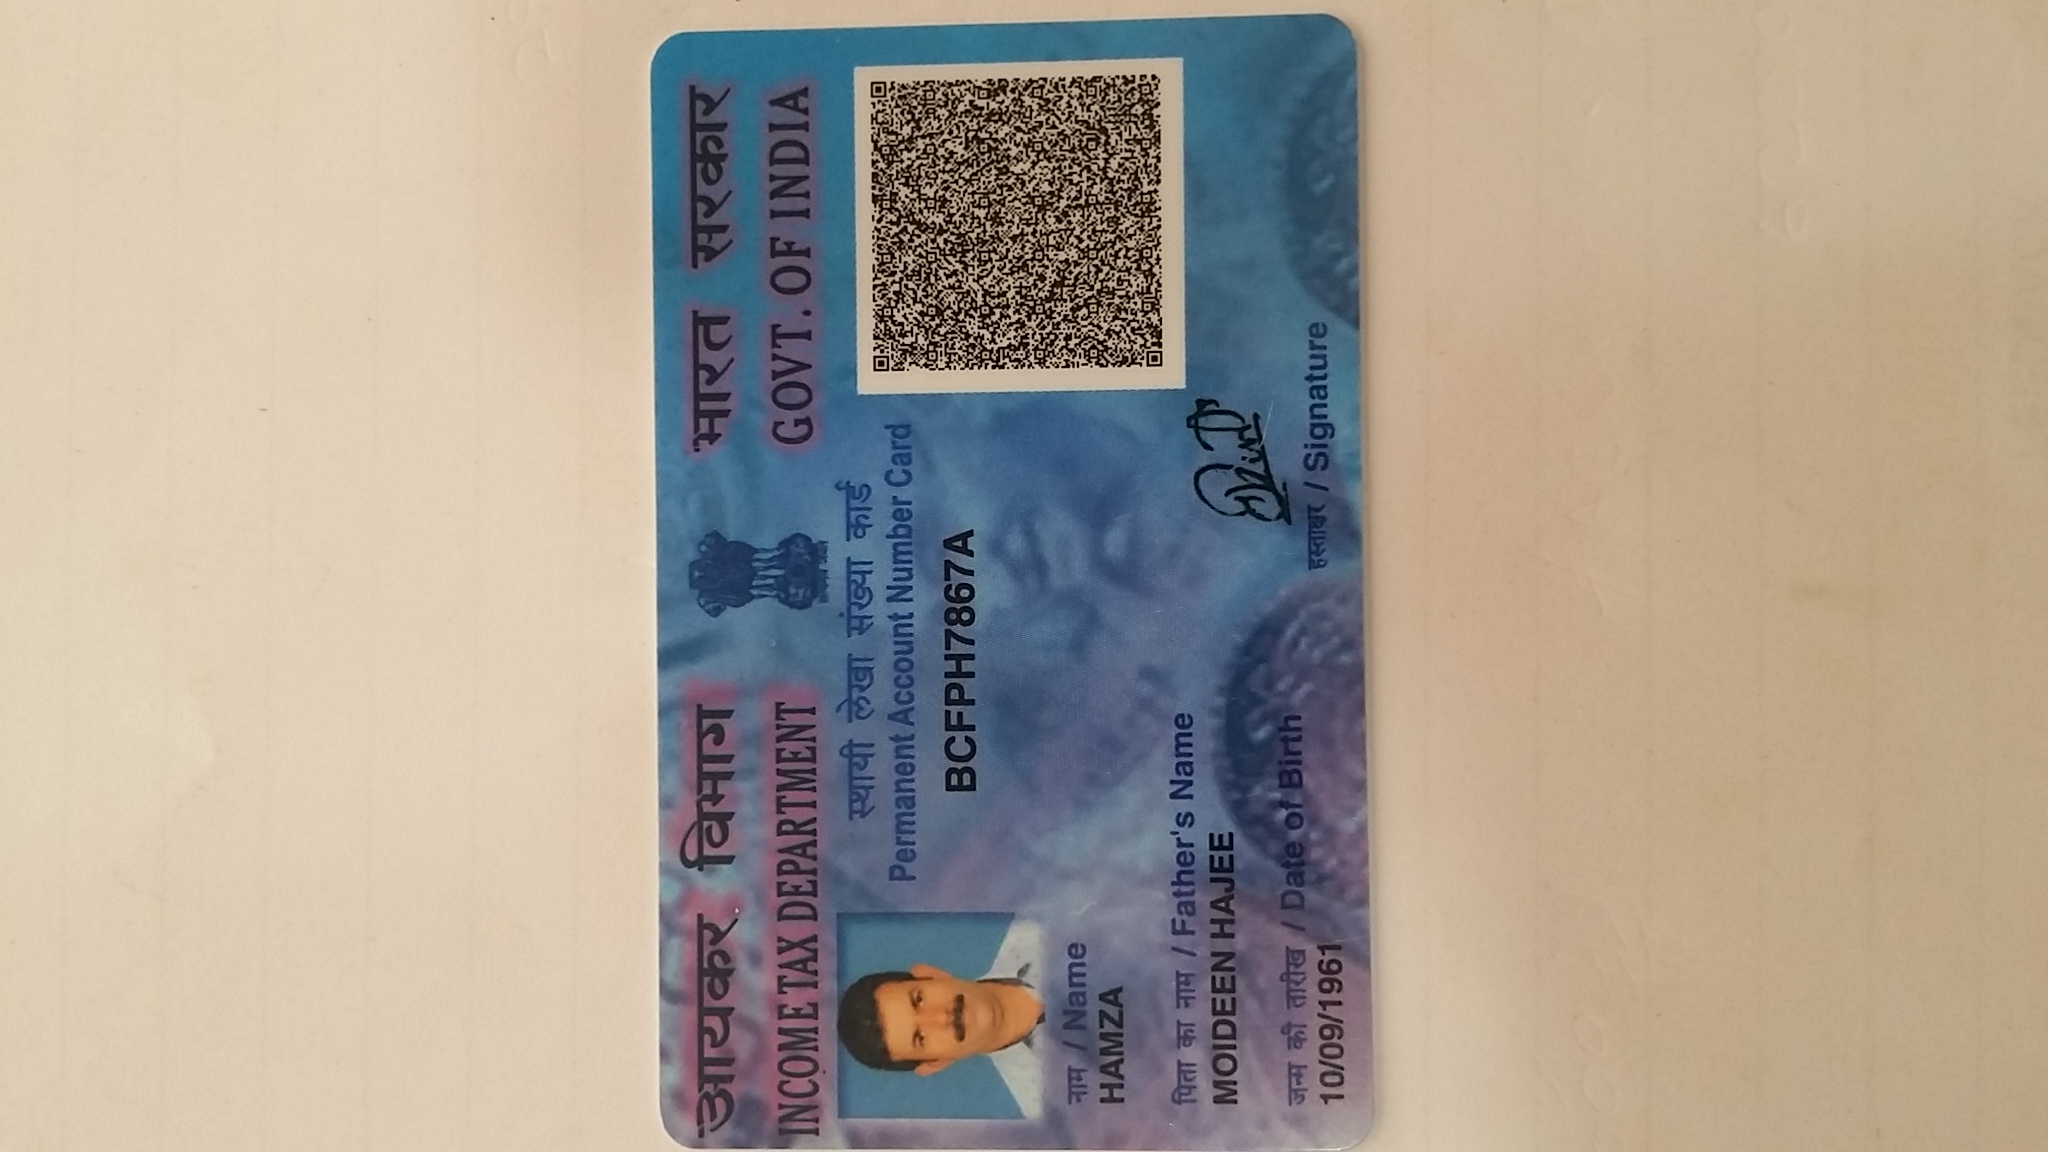 आयकर विभाग
INCOME TAX DEPARTMENT
भारत सरकार
GOVT. OF INDIA
स्थायी लेखा संख्या कार्ड
Permanent Account Number Card
BCFPH7867A
नाम / Name
HAMZA
पिता का नाम / Father's Name
MOIDEEN HAJEE
जन्म की तारीख / Date of Birth
10/09/1961
हस्ताक्षर / Signature